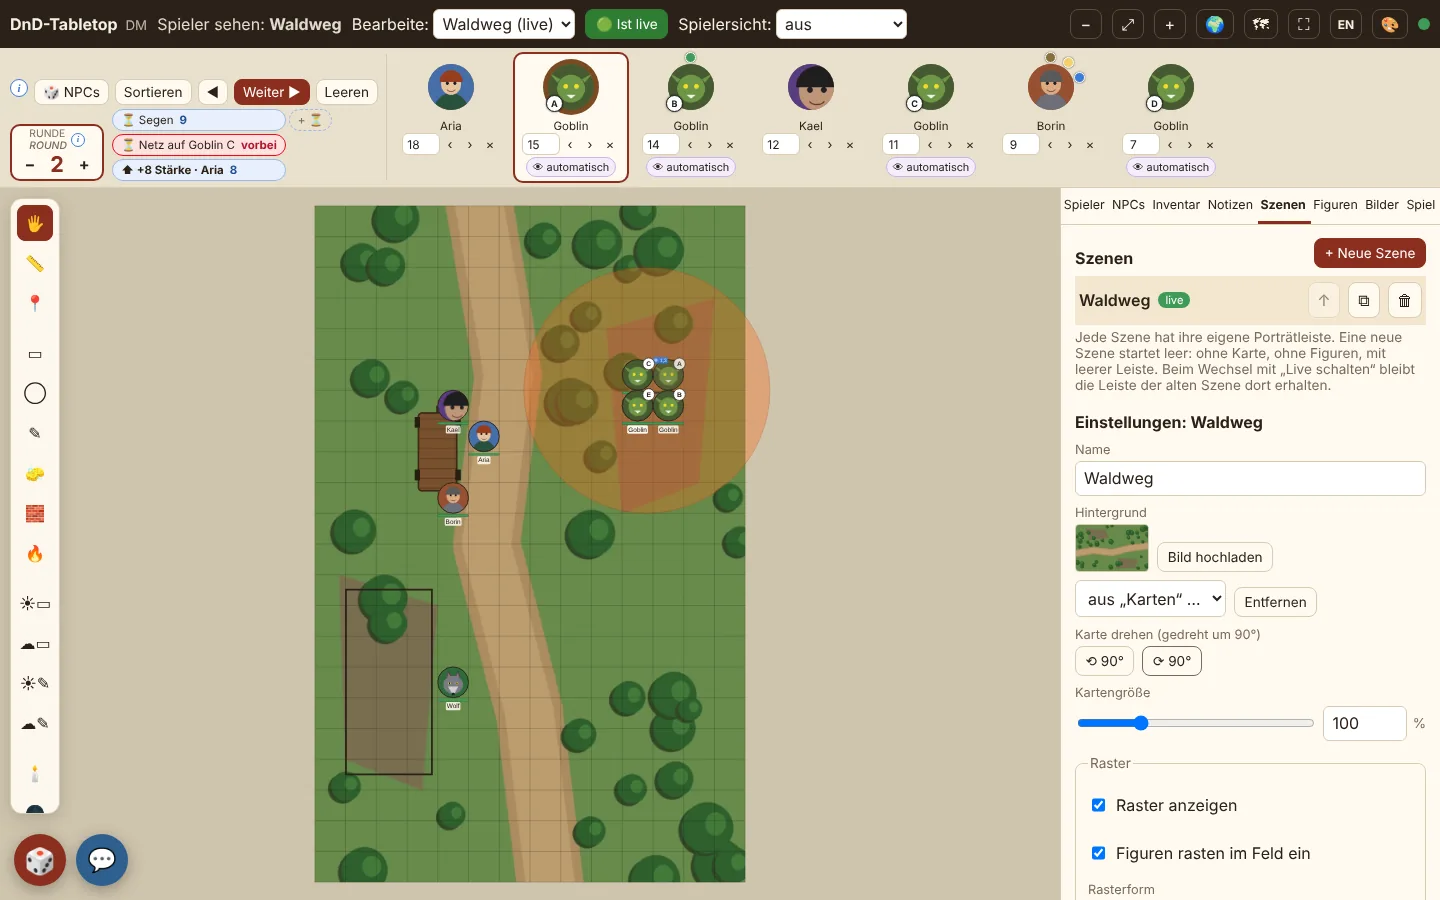 DnD-Tabletop DM Spieler sehen: Waldweg Bearbeite: Waldweg (live) Ist live Spielersicht: aus EN
i NPCs Sortieren Weiter Leeren
RUNDE
ROUND i
− 2 +
Segen 9 +
Netz auf Goblin C vorbei
+8 Stärke · Aria 8
Aria
18 ‹ › ×
A
Goblin
15 ‹ › ×
automatisch
B
Goblin
14 ‹ › ×
automatisch
Kael
12 ‹ › ×
C
Goblin
11 ‹ › ×
automatisch
Borin
9 ‹ › ×
D
Goblin
7 ‹ › ×
automatisch
C A
E B
Goblin Goblin
Kael
Aria
Borin
Wolf
Spieler NPCs Inventar Notizen Szenen Figuren Bilder Spiel
Szenen + Neue Szene
Waldweg live
Jede Szene hat ihre eigene Porträtleiste. Eine neue
Szene startet leer: ohne Karte, ohne Figuren, mit
leerer Leiste. Beim Wechsel mit „Live schalten“ bleibt
die Leiste der alten Szene dort erhalten.
Einstellungen: Waldweg
Name
Waldweg
Hintergrund
Bild hochladen
aus „Karten“ ... Entfernen
Karte drehen (gedreht um 90°)
⟲ 90° ⟳ 90°
Kartengröße
100 %
Raster
Raster anzeigen
Figuren rasten im Feld ein
Rasterform